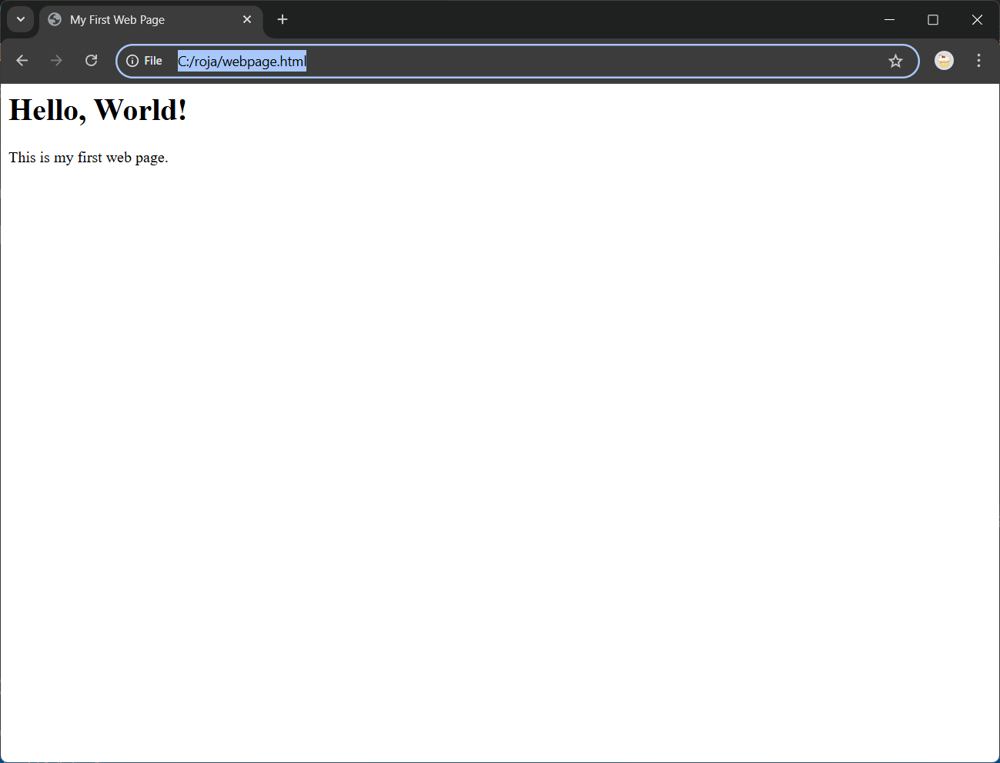 My First Web Page
File C:/roja/webpage.html
Hello, World!
This is my first web page.